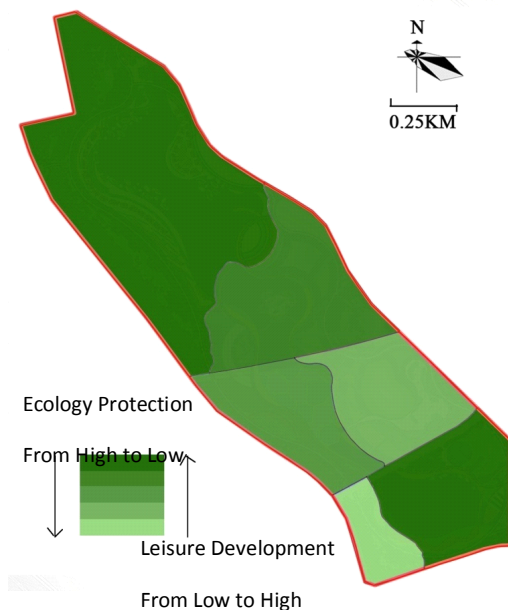 N
0.25KM
Ecology Protection
From High to Low
Leisure Development
From Low to High